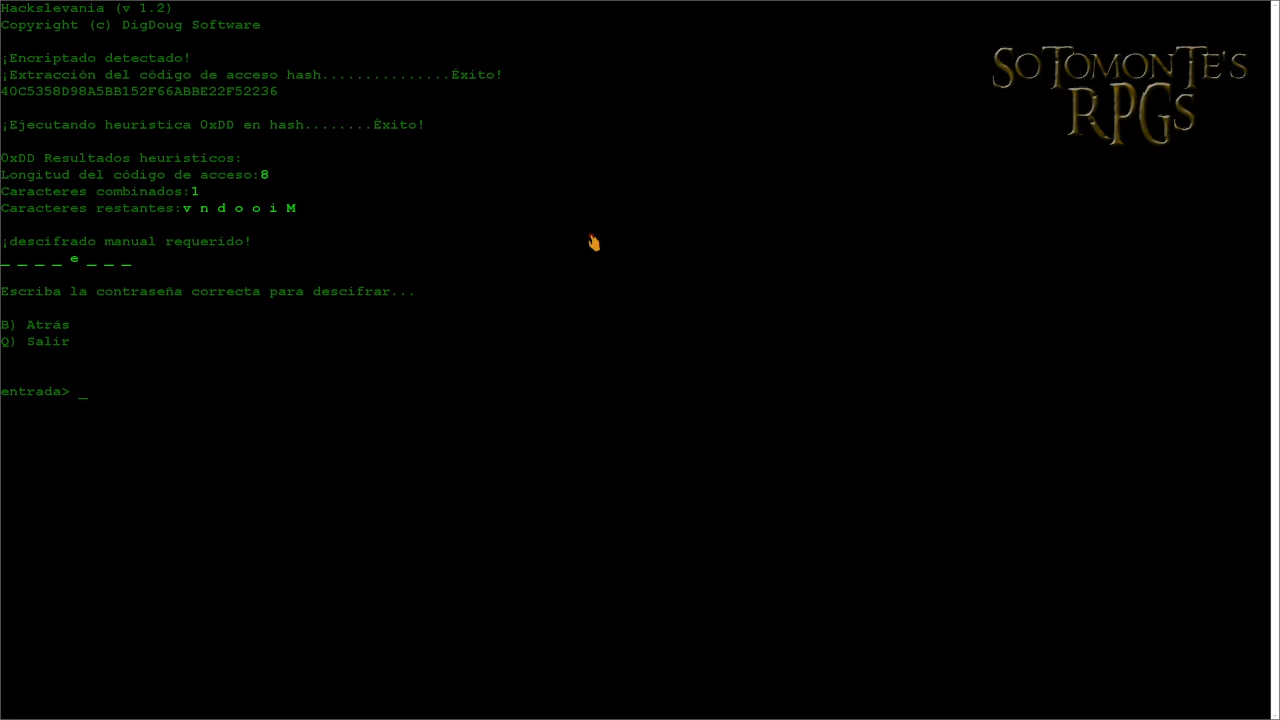 Hackslevania (v 1.2)
Copyright (c) DigDoug Software
¡Encriptado detectado!
¡Extracción del código de acceso hash...............Éxito!
40C5358D98A5BB152F66ABBE22F52236
¡Ejecutando heurística 0xDD en hash........Éxito!
0xDD Resultados heurísticos:
Longitud del código de acceso:8
Caracteres combinados:1
Caracteres restantes:v n d o o i M
¡descifrado manual requerido!
_ _ _ _ e _ _ _
Escriba la contraseña correcta para descifrar...
B) Atrás
Q) Salir
entrada> _
SoTomonTe's
RPGs